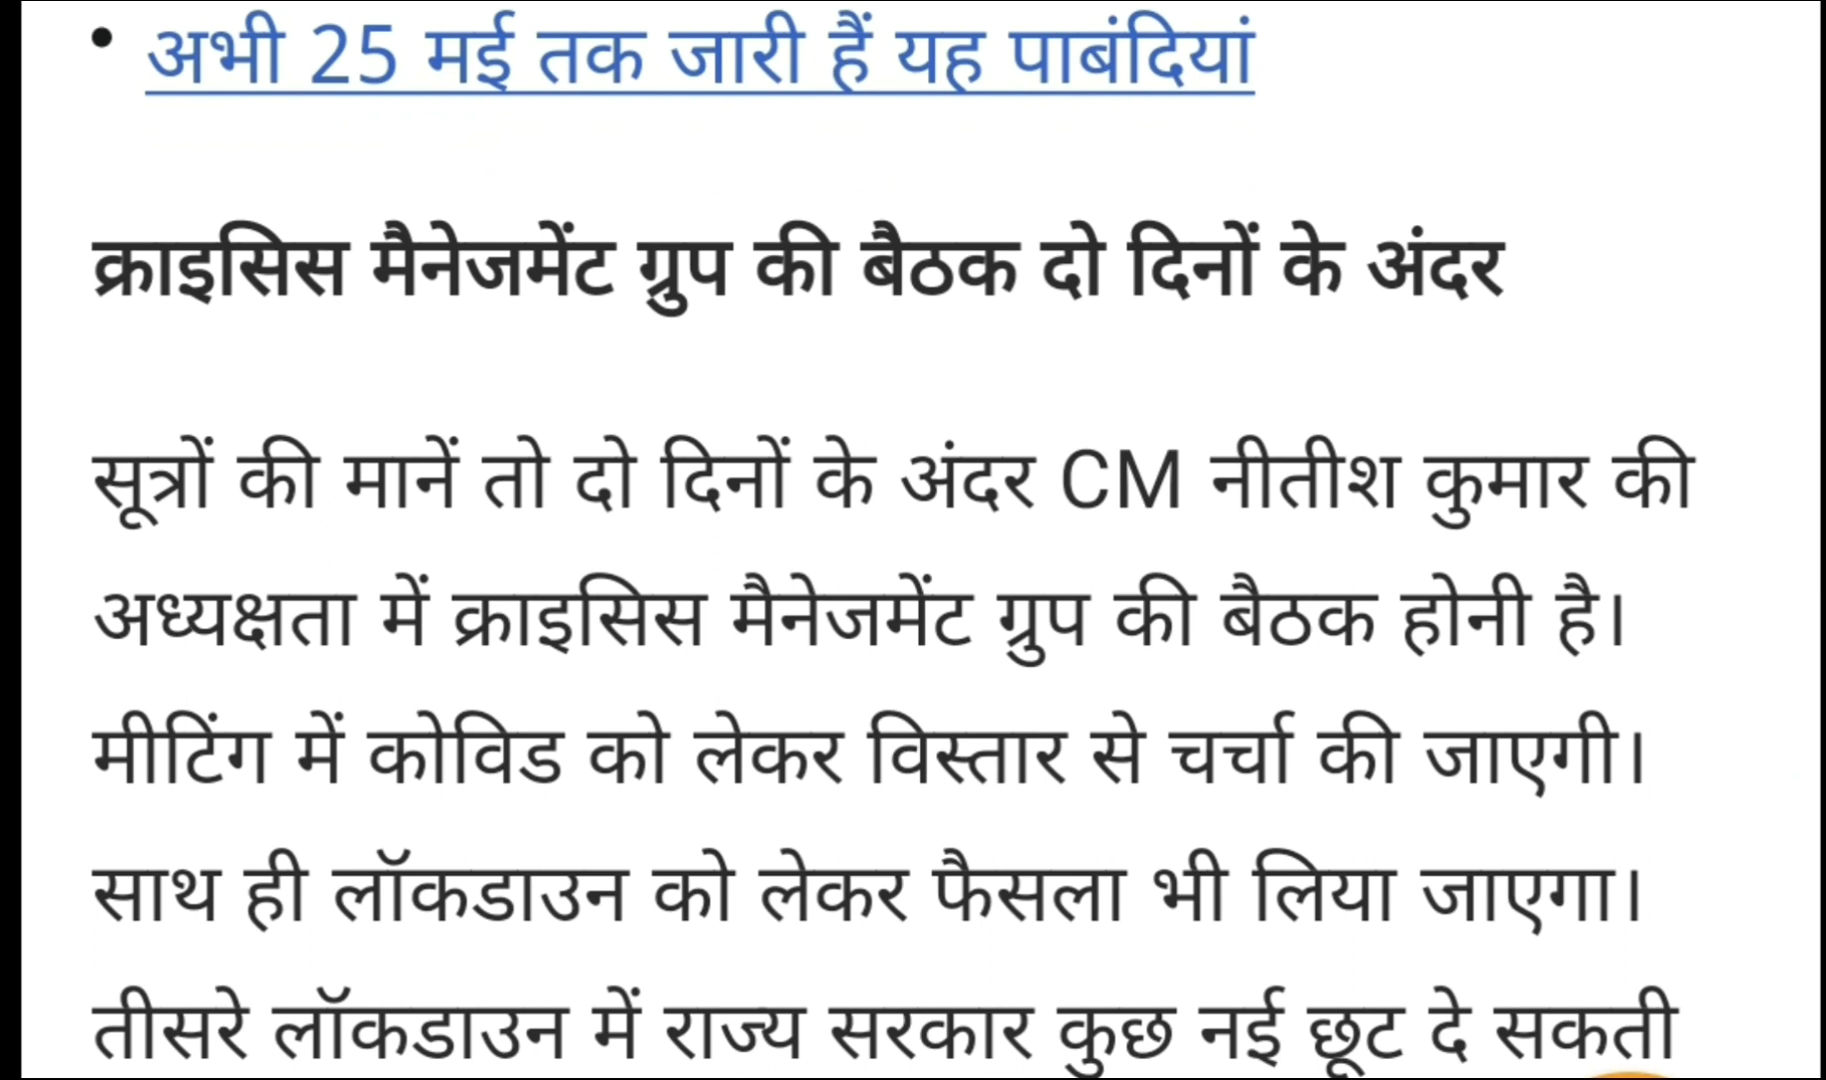 • अभी 25 मई तक जारी हैं यह पाबंदियां
क्राइसिस मैनेजमेंट ग्रुप की बैठक दो दिनों के अंदर
सूत्रों की मानें तो दो दिनों के अंदर CM नीतीश कुमार की
अध्यक्षता में क्राइसिस मैनेजमेंट ग्रुप की बैठक होनी है।
मीटिंग में कोविड को लेकर विस्तार से चर्चा की जाएगी।
साथ ही लॉकडाउन को लेकर फैसला भी लिया जाएगा।
तीसरे लॉकडाउन में राज्य सरकार कुछ नई छूट दे सकती